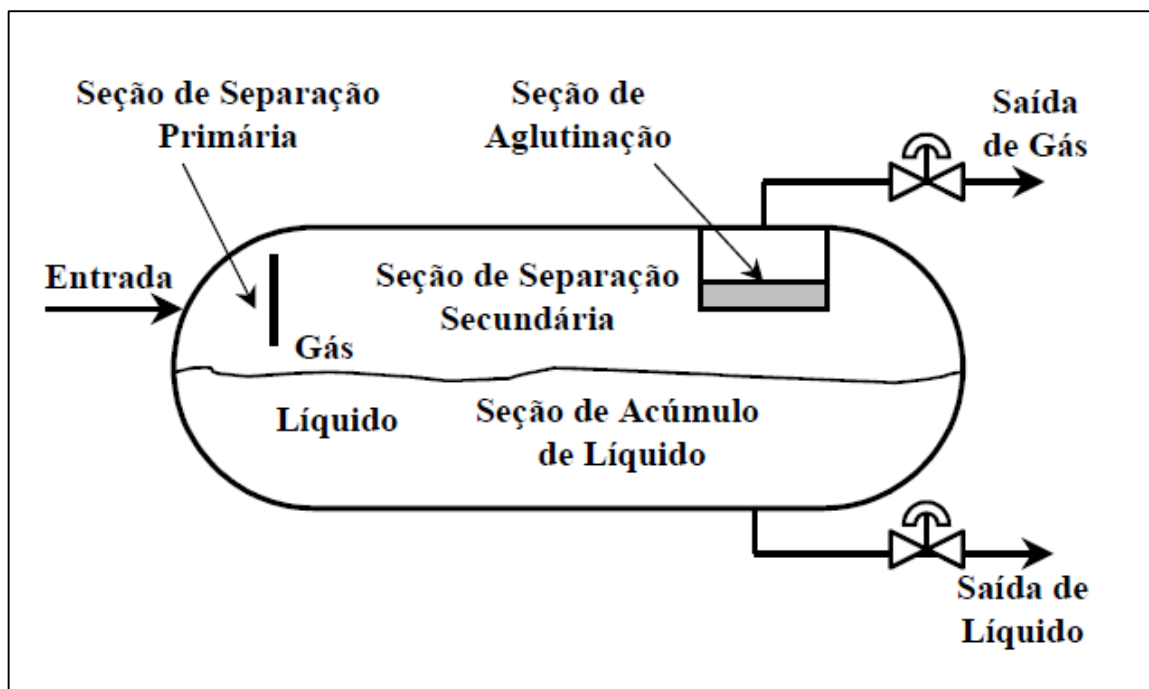 Seção de Separação
Primária
Seção de
Aglutinação
Saída
de Gás
Entrada
Seção de Separação
Secundária
Gás
Líquido
Seção de Acúmulo
de Líquido
Saída de
Líquido